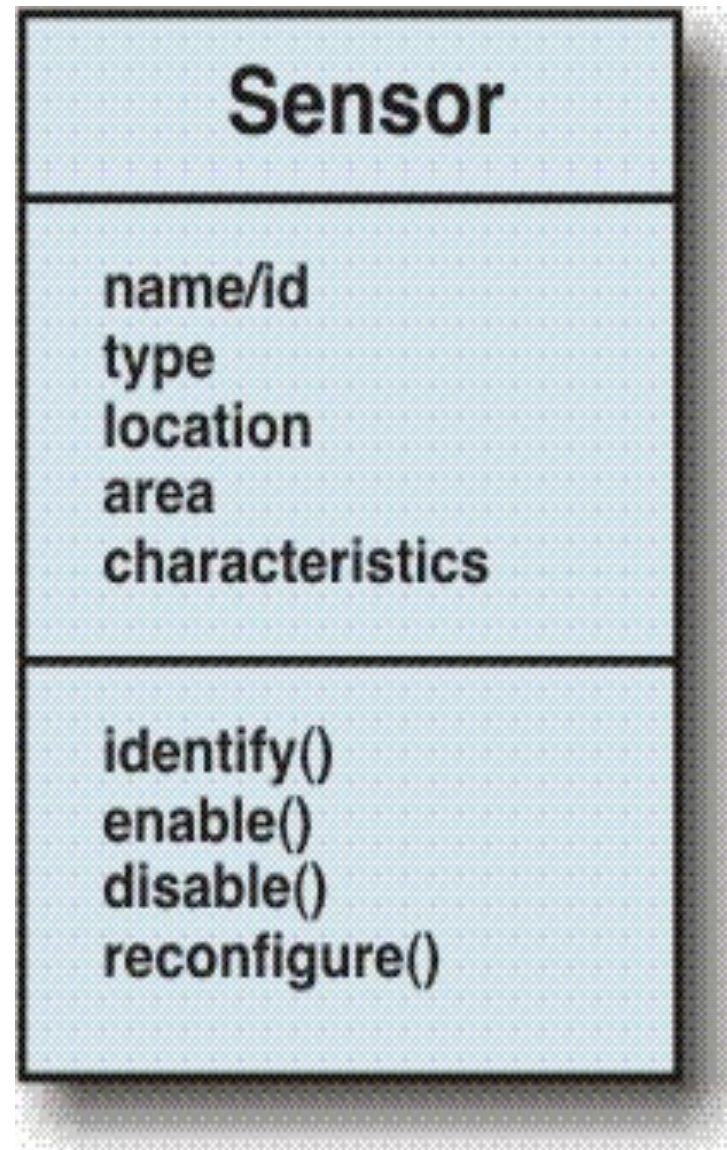 Sensor
name/id
type
location
area
characteristics
identify()
enable()
disable()
reconfigure()